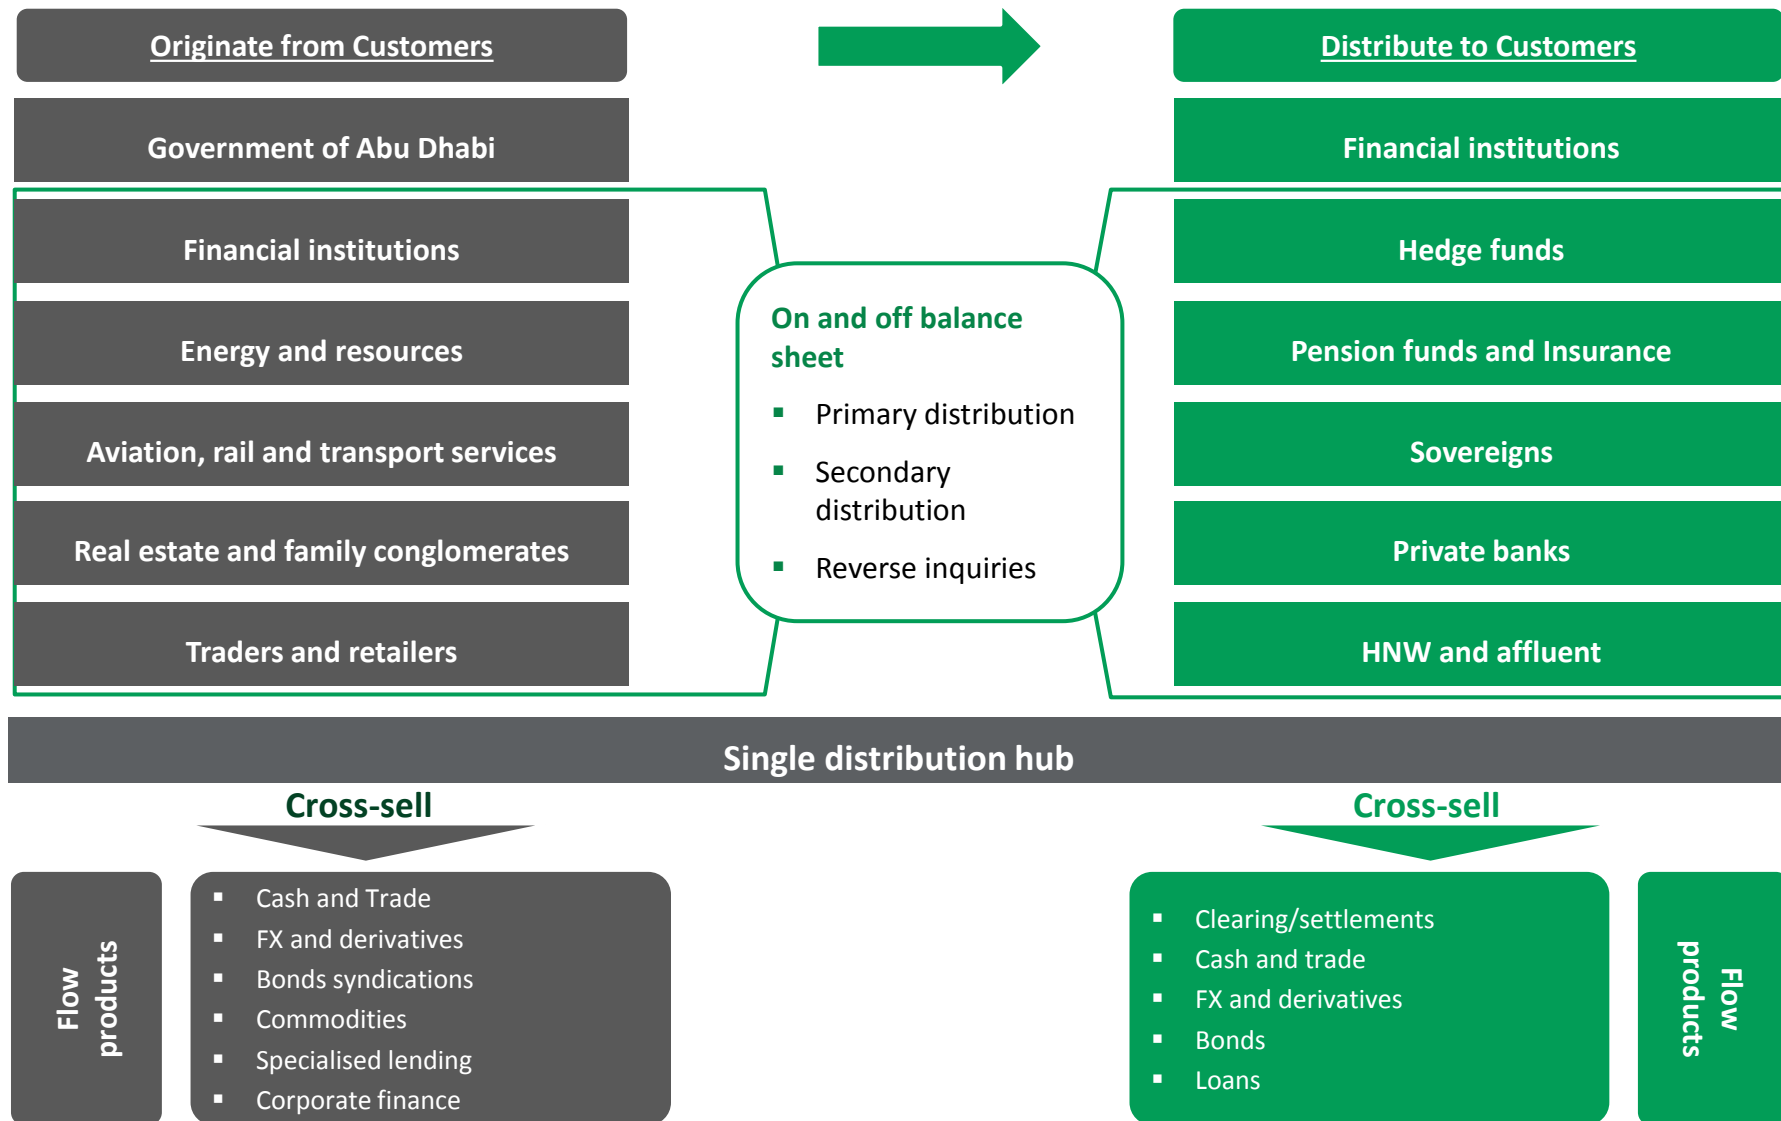 Originate from Customers
Distribute to Customers
Government of Abu Dhabi
Financial institutions
Energy and resources
Aviation, rail and transport services
Real estate and family conglomerates
Traders and retailers
On and off balance
sheet
▪ Primary distribution
▪ Secondary
distribution
▪ Reverse inquiries
Financial institutions
Hedge funds
Pension funds and Insurance
Sovereigns
Private banks
HNW and affluent
Single distribution hub
Cross-sell
Flow
products
▪ Cash and Trade
▪ FX and derivatives
▪ Bonds syndications
▪ Commodities
▪ Specialised lending
▪ Corporate finance
Cross-sell
▪ Clearing/settlements
▪ Cash and trade
▪ FX and derivatives
▪ Bonds
▪ Loans
Flow
products